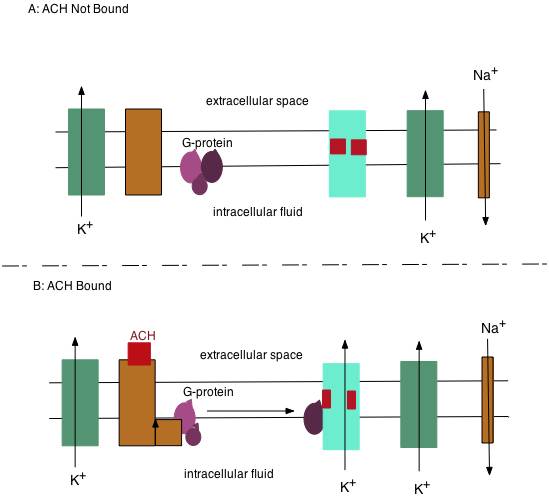 A: ACH Not Bound
Na+
extracellular space
G-protein
intracellular fluid
K+
K+
B: ACH Bound
Na+
ACH
extracellular space
G-protein
intracellular fluid
K+
K+
K+